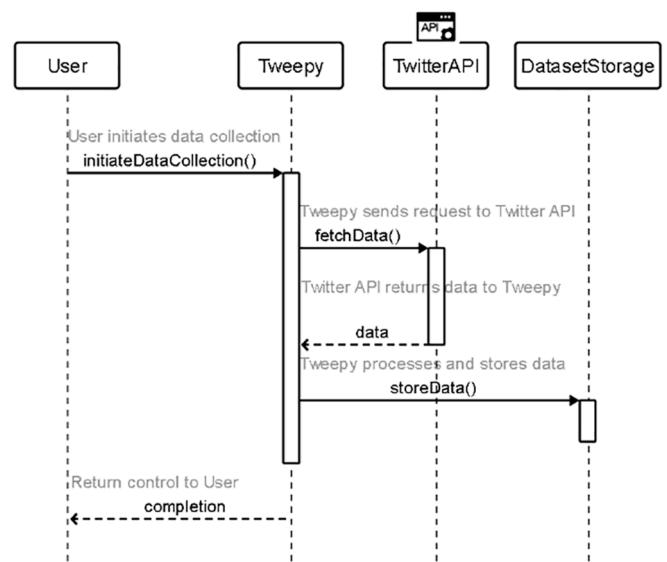 API
User
Tweepy
TwitterAPI
DatasetStorage
User initiates data collection
initiateDataCollection()
Tweepy sends request to Twitter API
fetchData()
Twitter API returns data to Tweepy
data
Tweepy processes and stores data
storeData()
Return control to User
completion